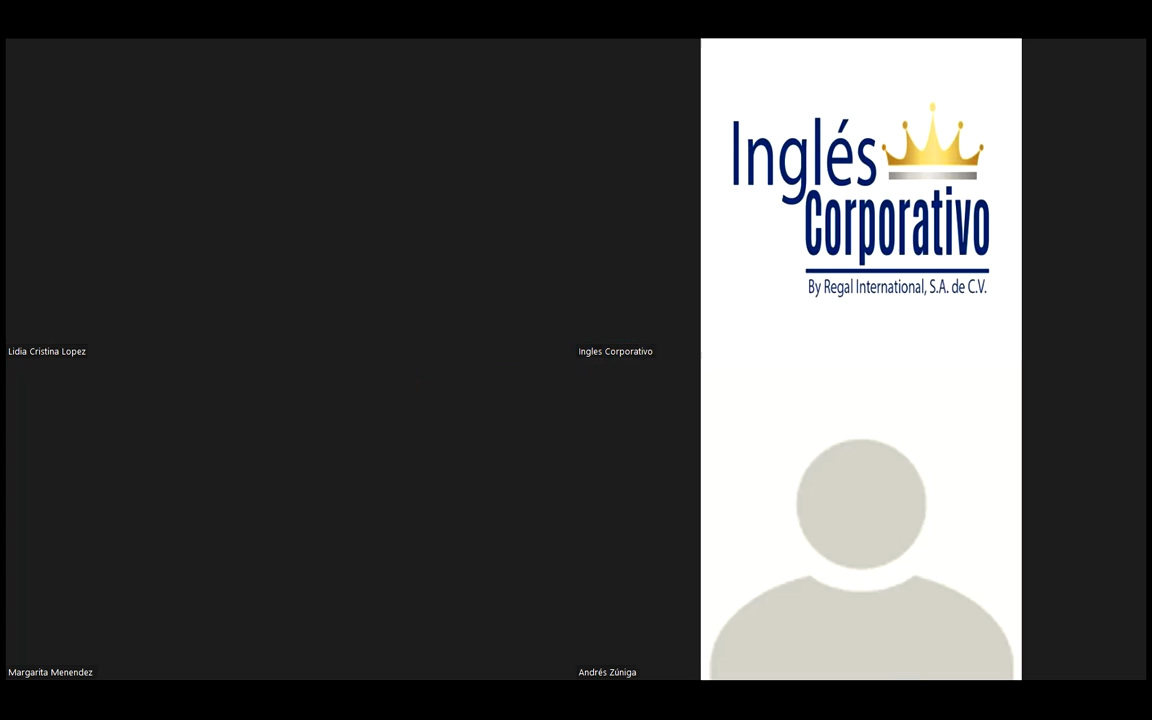 Inglés
Corporativo
By Regal International, S.A. de C.V.
Lidia Cristina Lopez
Ingles Corporativo
Margarita Menendez
Andrés Zúniga